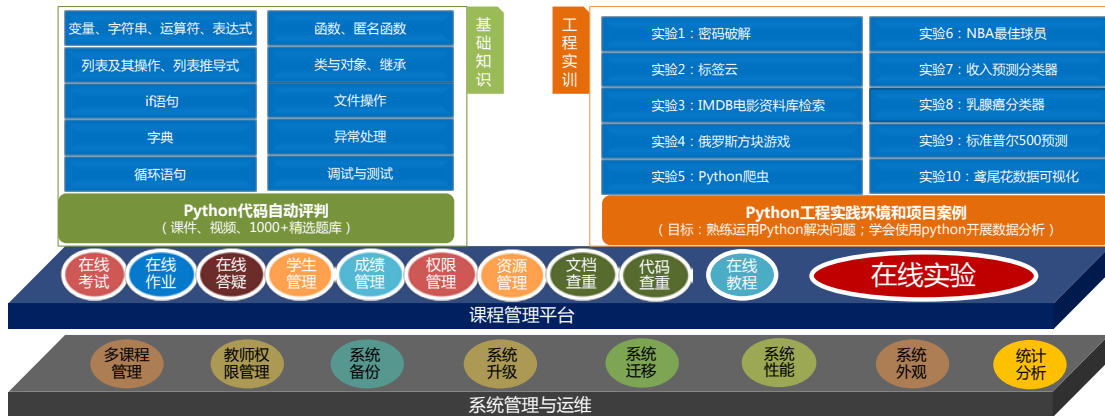 变量、字符串、运算符、表达式
函数、匿名函数
列表及其操作、列表推导式
类与对象、继承
if语句
文件操作
字典
异常处理
循环语句
调试与测试
基
础
知
识
Python代码自动评判
（课件、视频、1000+精选题库）
工
程
实
训
实验1：密码破解
实验6：NBA最佳球员
实验2：标签云
实验7：收入预测分类器
实验3：IMDB电影资料库检索
实验8：乳腺癌分类器
实验4：俄罗斯方块游戏
实验9：标准普尔500预测
实验5：Python爬虫
实验10：鸢尾花数据可视化
Python工程实践环境和项目案例
（目标：熟练运用Python解决问题；学会使用python开展数据分析）
在线
考试
在线
作业
在线
答疑
学生
管理
成绩
管理
权限
管理
资源
管理
文档
查重
代码
查重
在线
教程
在线实验
课程管理平台
多课程
管理
教师权
限管理
系统
备份
系统
升级
系统
迁移
系统
性能
系统
外观
统计
分析
系统管理与运维